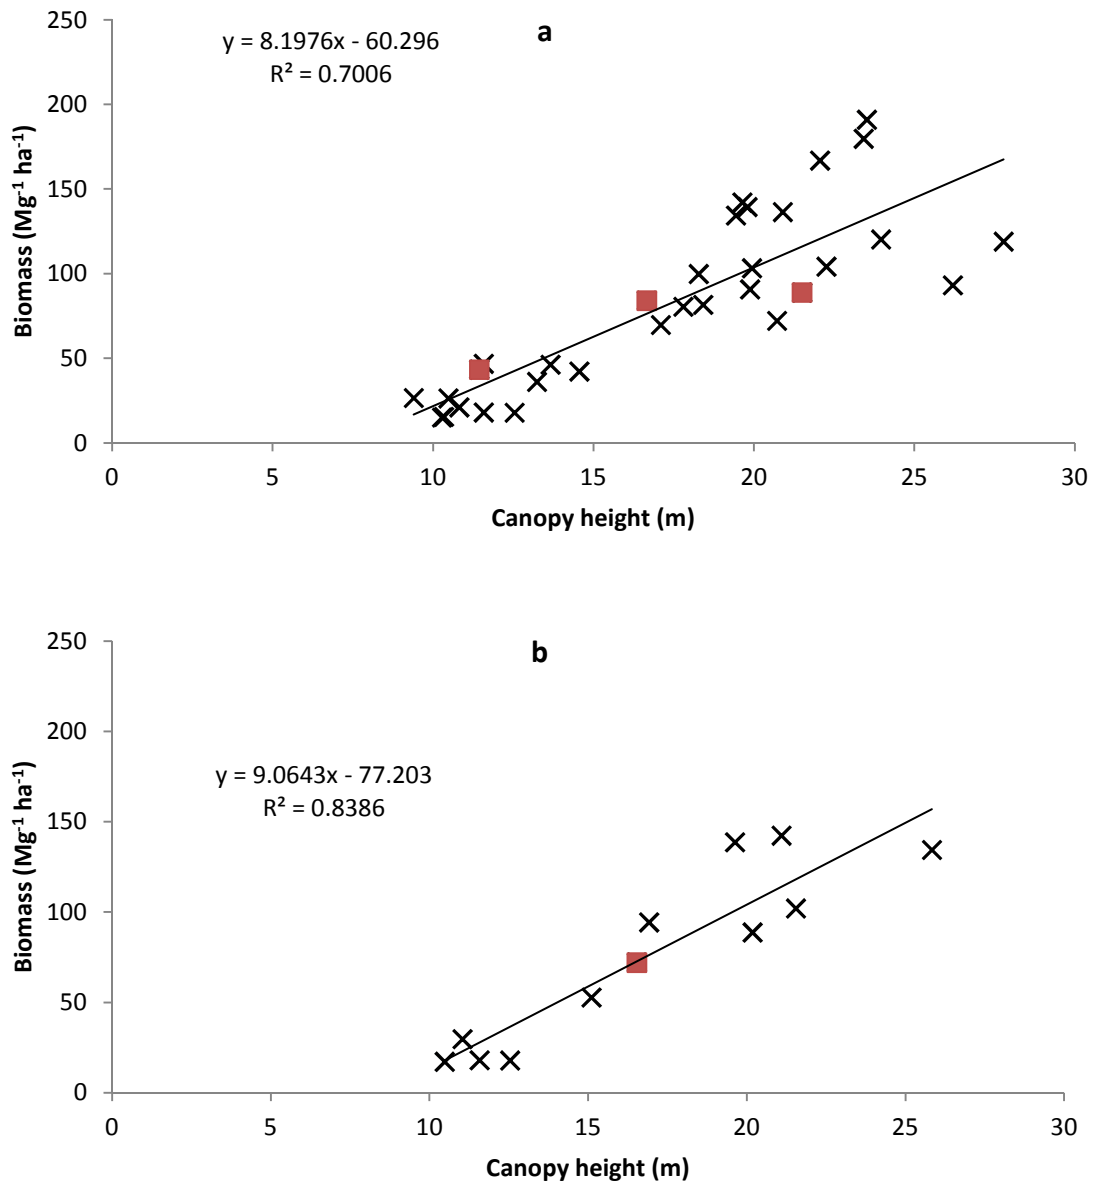 a
y = 8.1976x - 60.296
R² = 0.7006
250
200
150
100
50
0
Biomass (Mg⁻¹ ha⁻¹)
0 5 10 15 20 25 30
Canopy height (m)
b
y = 9.0643x - 77.203
R² = 0.8386
250
200
150
100
50
0
Biomass (Mg⁻¹ ha⁻¹)
0 5 10 15 20 25 30
Canopy height (m)